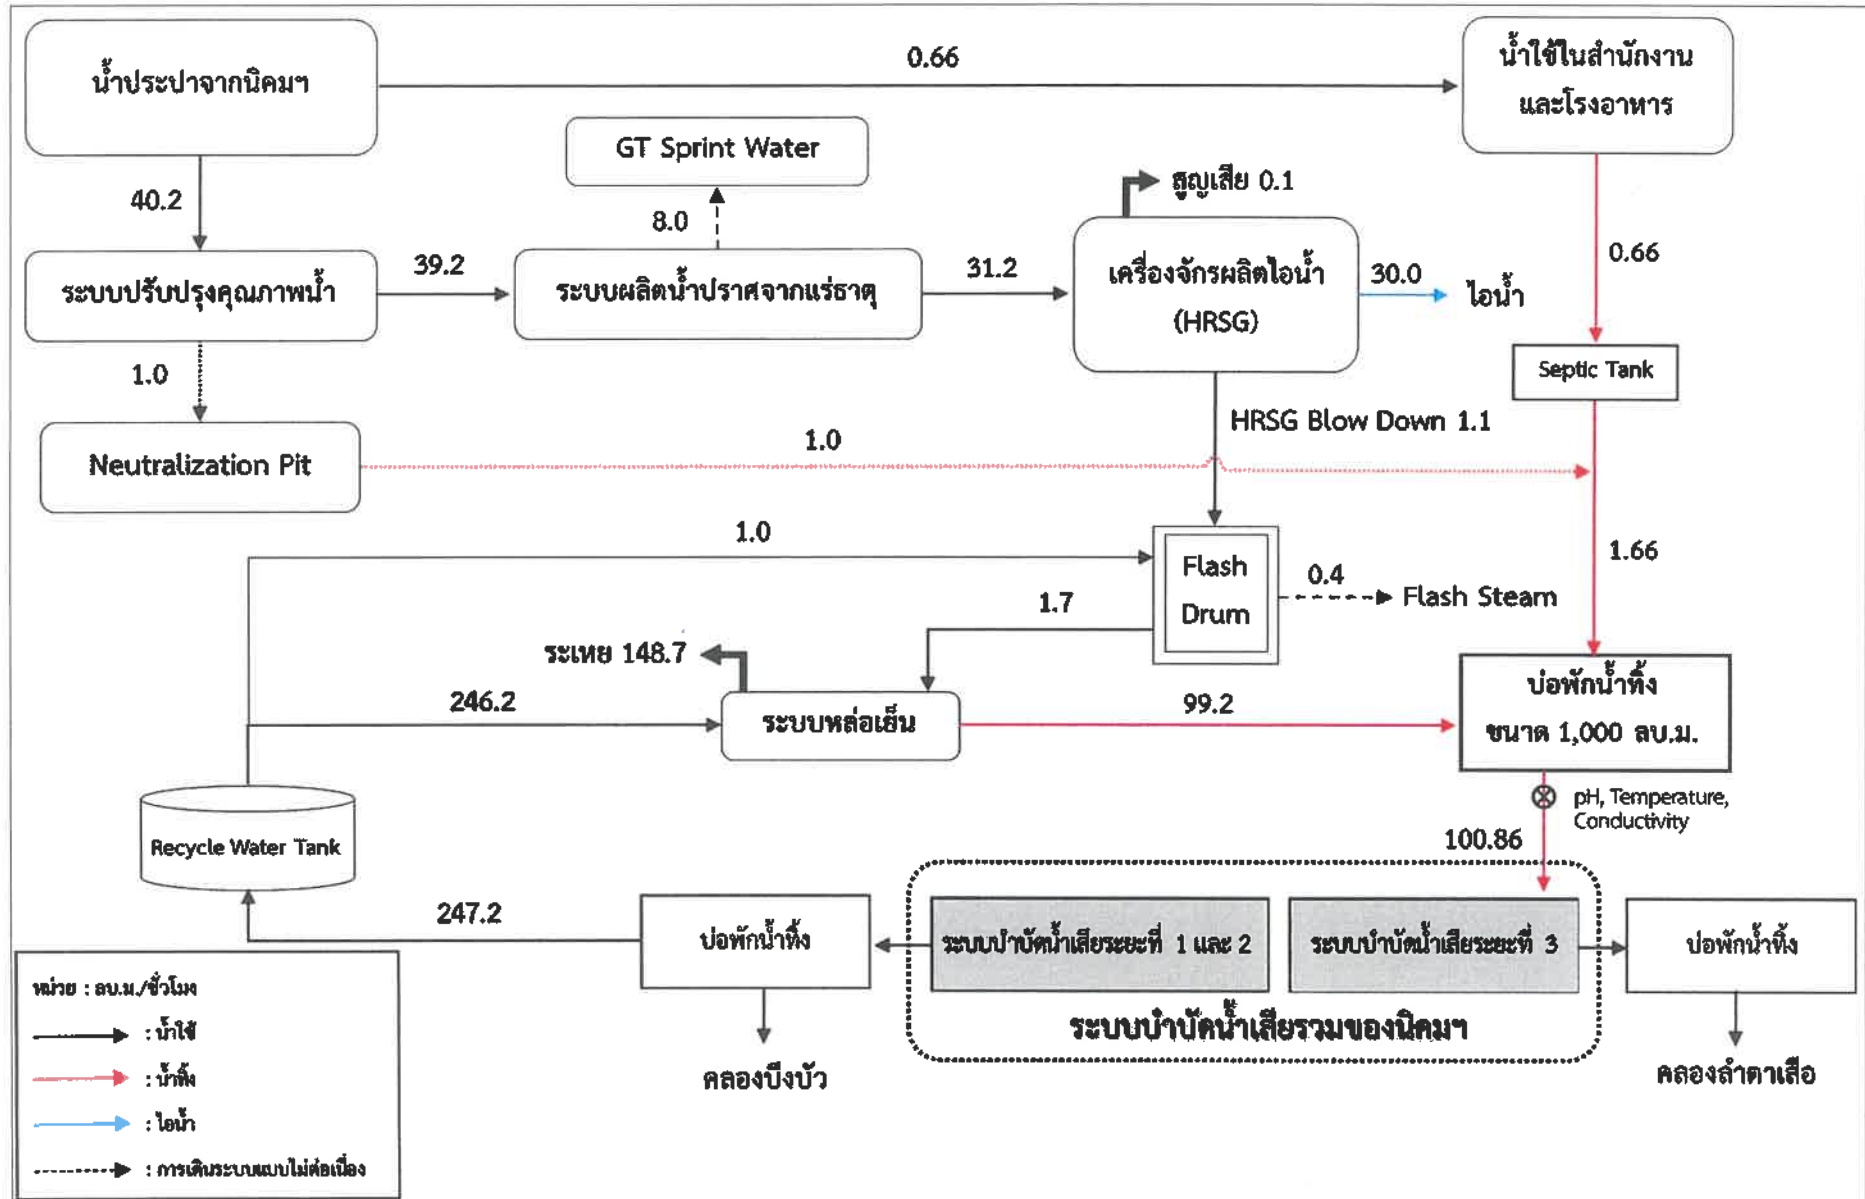 น้ำประปาจากนิคมฯ
0.66
น้ำใช้ในสำนักงาน
และโรงอาหาร
GT Sprint Water
สูญเสีย 0.1
40.2
8.0
0.66
ระบบปรับปรุงคุณภาพน้ำ
39.2
ระบบผลิตน้ำปราศจากแร่ธาตุ
31.2
เครื่องจักรผลิตไอน้ำ
(HRSG)
30.0
ไอน้ำ
1.0
Septic Tank
HRSG Blow Down 1.1
Neutralization Pit
1.0
1.0
Flash
Drum
0.4
Flash Steam
1.66
1.7
ระเหย 148.7
246.2
ระบบหล่อเย็น
99.2
บ่อพักน้ำทิ้ง
ขนาด 1,000 ลบ.ม.
pH, Temperature,
Conductivity
100.86
Recycle Water Tank
247.2
บ่อพักน้ำทิ้ง
ระบบบำบัดน้ำเสียระยะที่ 1 และ 2
ระบบบำบัดน้ำเสียระยะที่ 3
บ่อพักน้ำทิ้ง
ระบบบำบัดน้ำเสียรวมของนิคมฯ
คลองบึงบัว
คลองลำตาเสือ
หน่วย : ลบ.ม./ชั่วโมง
: น้ำใช้
: น้ำทิ้ง
: ไอน้ำ
: การเดินระบบแบบไม่ต่อเนื่อง